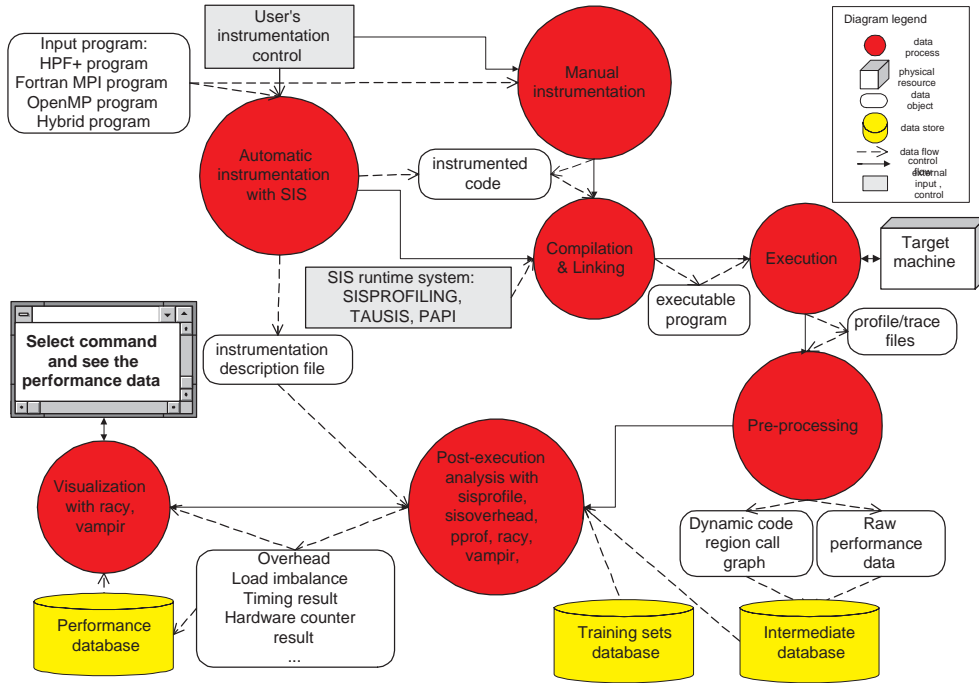 User's
instrumentation
control
Input program:
HPF+ program
Fortran MPI program
OpenMP program
Hybrid program
Manual
instrumentation
Diagram legend
data
process
physical
resource
data
object
data store
data flow
control
flow
external
input ,
control
Automatic
instrumentation
with SIS
instrumented
code
Compilation
& Linking
Execution
Target
machine
SIS runtime system:
SISPROFILING,
TAUSIS, PAPI
executable
program
profile/trace
files
Select command
and see the
performance data
instrumentation
description file
Pre-processing
Visualization
with racy,
vampir
Post-execution
analysis with
sisprofile,
sisoverhead,
pprof, racy,
vampir,
Dynamic code
region call
graph
Raw
performance
data
Overhead
Load imbalance
Timing result
Hardware counter
result
...
Performance
database
Training sets
database
Intermediate
database